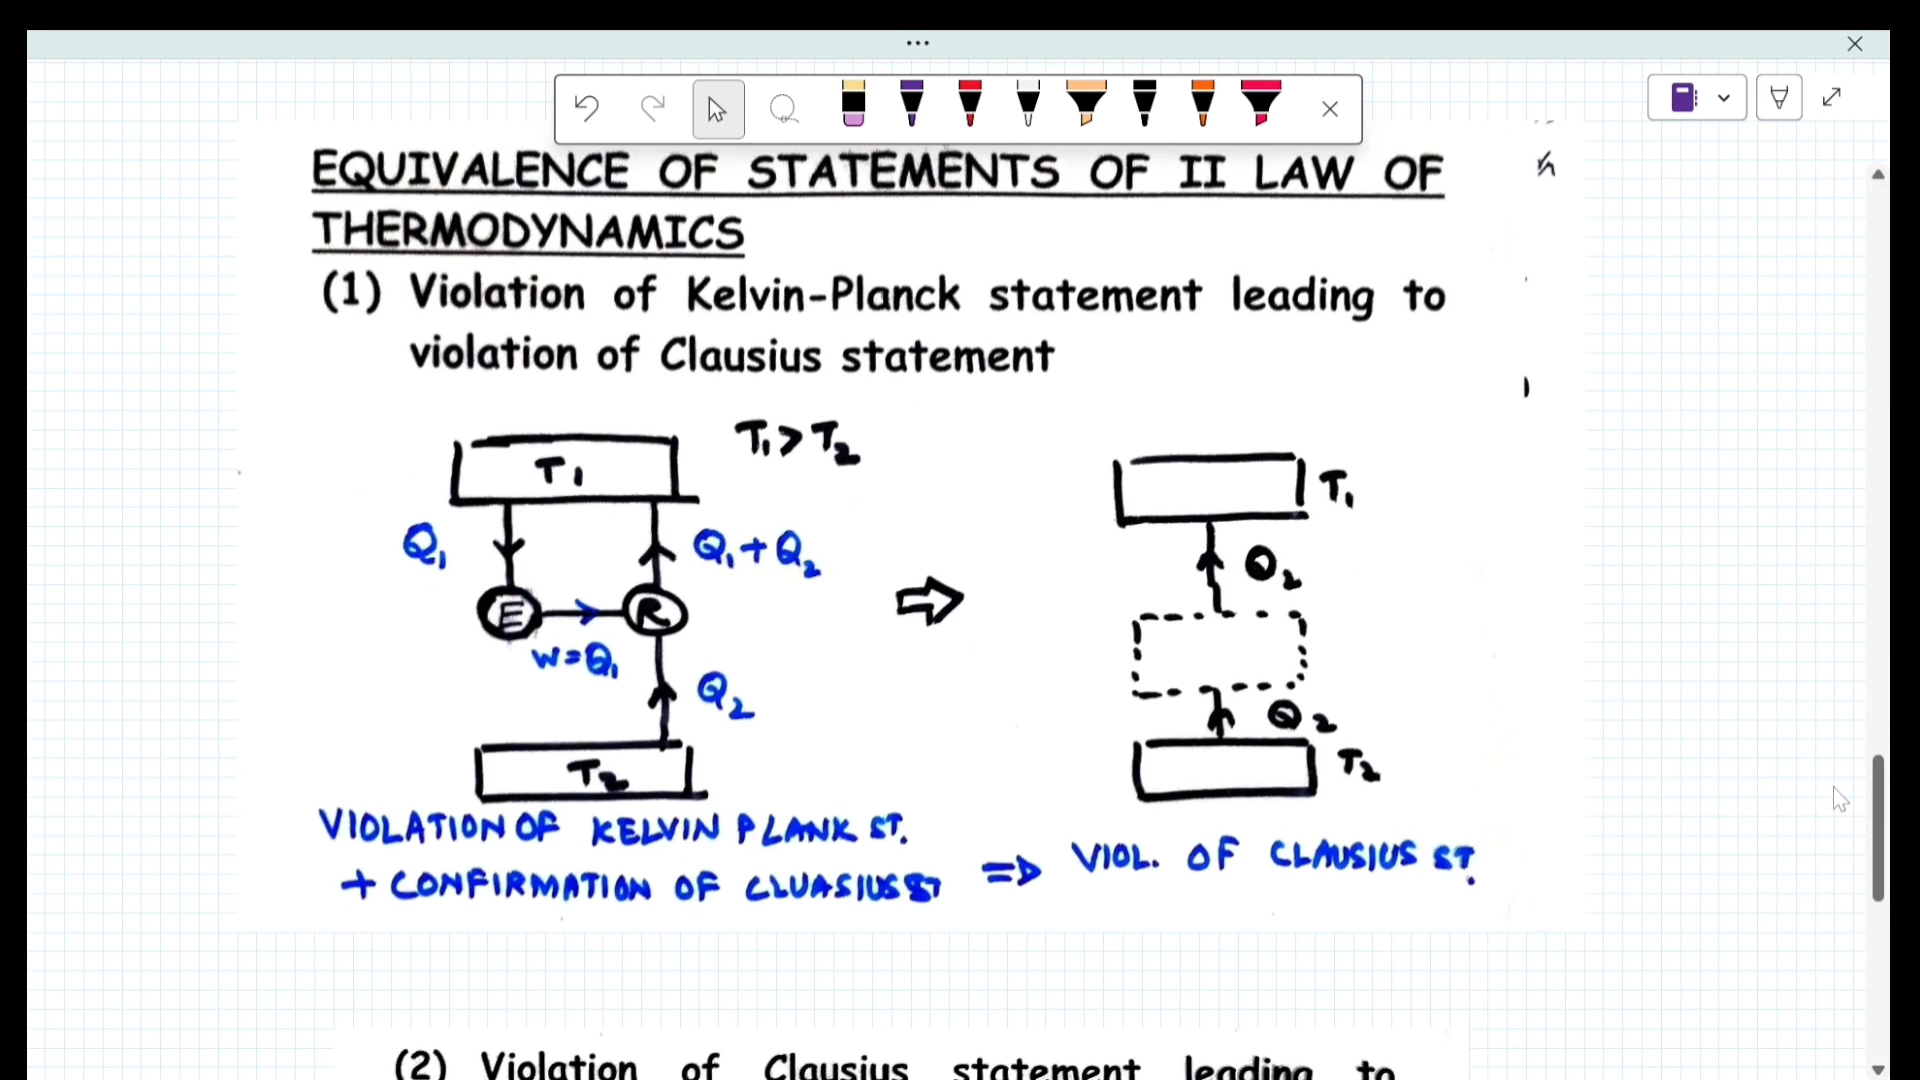 EQUIVALENCE OF STATEMENTS OF II LAW OF
THERMODYNAMICS
(1) Violation of Kelvin-Planck statement leading to
violation of Clausius statement
T₁ > T₂
T₁
T₁
Q₁
Q₁ + Q₂
Q₂
E
R
W = Q₁
Q₂
Q₂
T₂
T₂
VIOLATION OF KELVIN PLANK ST.
+ CONFIRMATION OF CLUASIUS ST
⇒ VIOL. OF CLAUSIUS ST.
(2) Violation of Clausius statement leading to